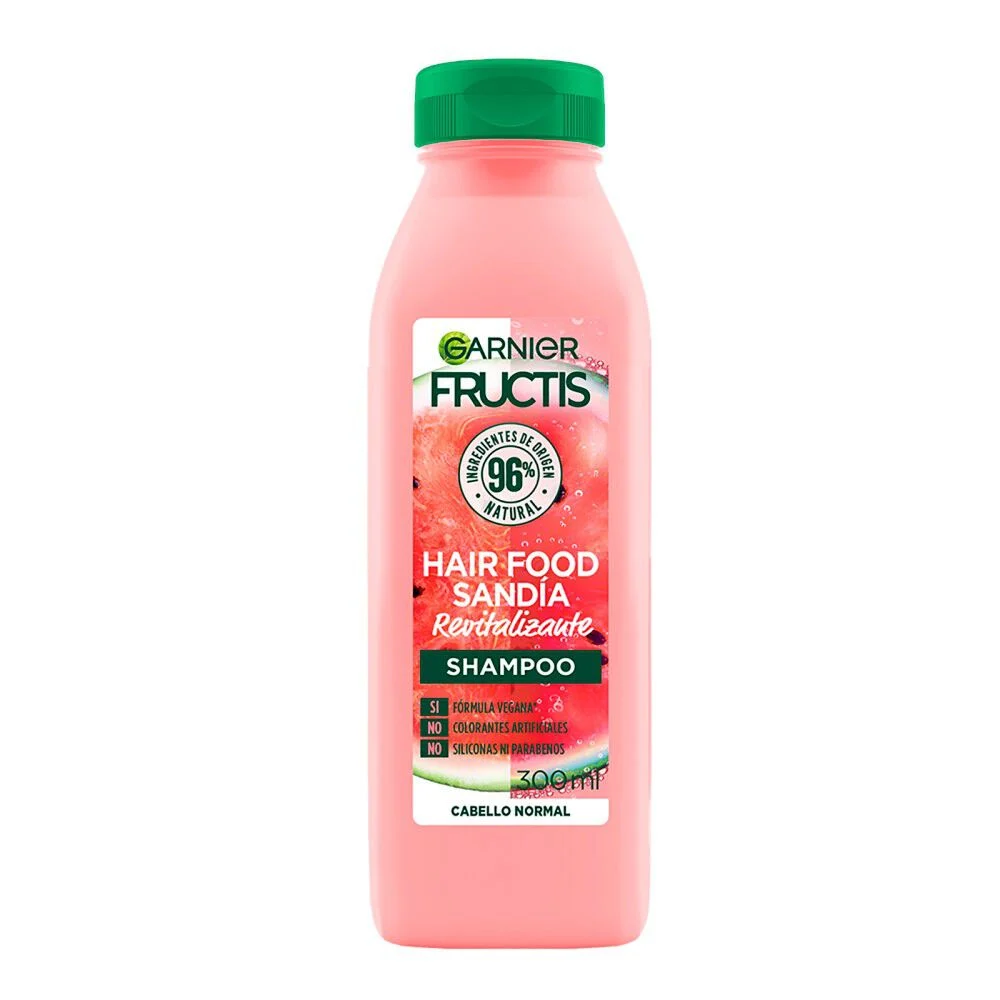 GARNIER
FRUCTIS
INGREDIENTES DE ORIGEN
96%
NATURAL
HAIR FOOD
SANDÍA
Revitalizante
SHAMPOO
SI FÓRMULA VEGANA*
NO COLORANTES ARTIFICIALES
NO SILICONAS NI PARABENOS
300 ml
CABELLO NORMAL